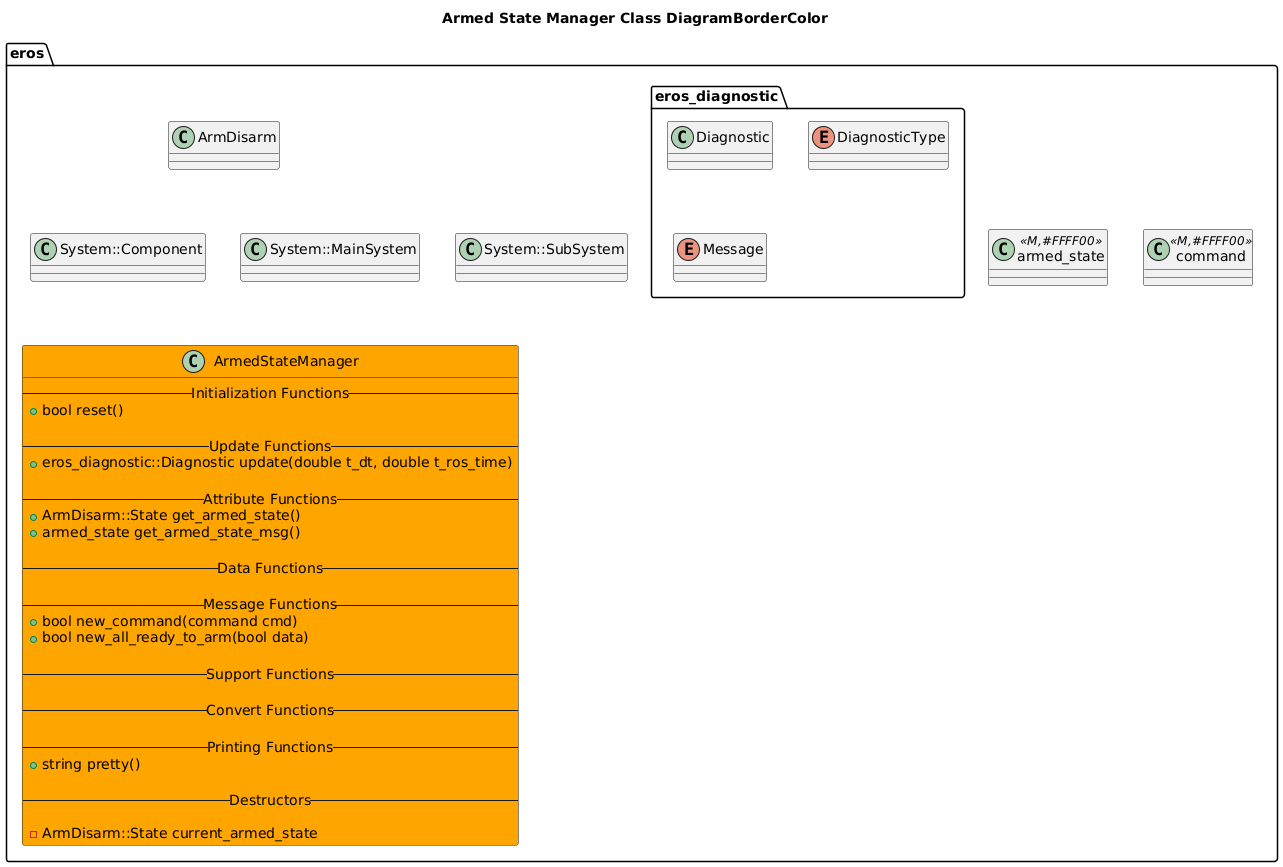 Armed State Manager Class DiagramBorderColor
eros
eros_diagnostic
C ArmDisarm
C Diagnostic
E DiagnosticType
C System::Component
C System::MainSystem
C System::SubSystem
E Message
C «M,#FFFF00»
armed_state
C «M,#FFFF00»
command
C ArmedStateManager
Initialization Functions
bool reset()
Update Functions
eros_diagnostic::Diagnostic update(double t_dt, double t_ros_time)
Attribute Functions
ArmDisarm::State get_armed_state()
armed_state get_armed_state_msg()
Data Functions
Message Functions
bool new_command(command cmd)
bool new_all_ready_to_arm(bool data)
Support Functions
Convert Functions
Printing Functions
string pretty()
Destructors
ArmDisarm::State current_armed_state